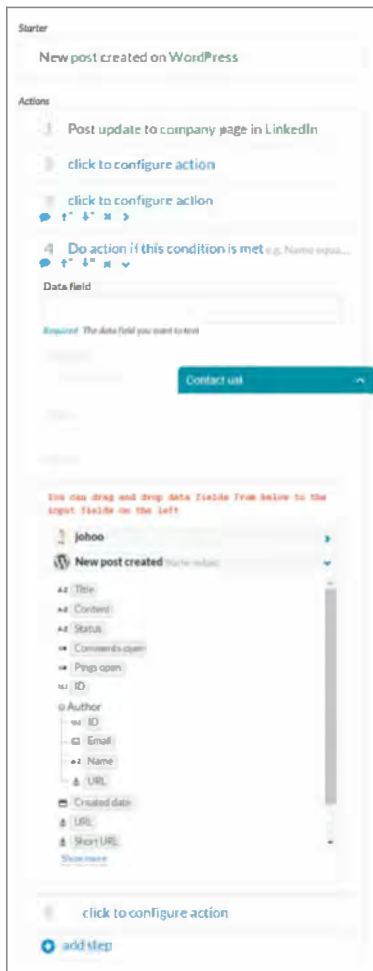 Starter
New post created on WordPress
Actions
1 Post update to company page in LinkedIn
click to configure action
click to configure action
4 Do action if this condition is met e.g. Name equa...
Data field
Required The data field you want to test
Contact us!
You can drag and drop data fields from below to the
input fields on the left
johoo
New post created
Title
Content
Status
Comments open
Pings open
ID
Author
ID
Email
Name
URL
Created date
URL
Short URL
Show more
click to configure action
add step